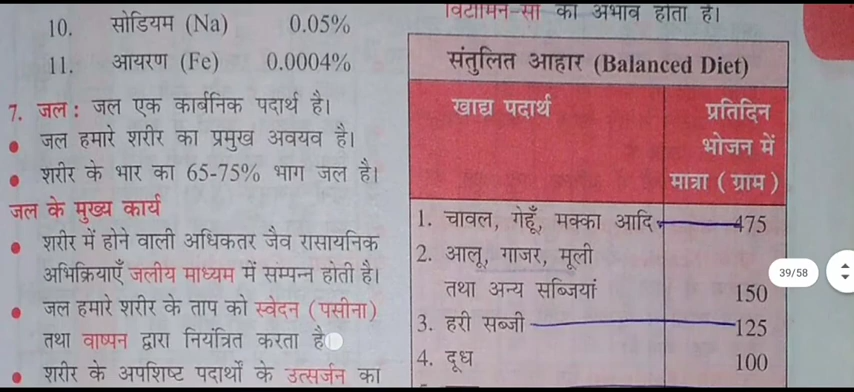 10. सोडियम (Na) 0.05%
11. आयरण (Fe) 0.0004%
7. जल : जल एक कार्बनिक पदार्थ है।
जल हमारे शरीर का प्रमुख अवयव है।
शरीर के भार का 65-75% भाग जल है।
जल के मुख्य कार्य
शरीर में होने वाली अधिकतर जैव रासायनिक
अभिक्रियाएँ जलीय माध्यम में संम्पन्न होती है।
जल हमारे शरीर के ताप को स्वेदन (पसीना)
तथा वाष्पन द्वारा नियंत्रित करता है
शरीर के अपशिष्ट पदार्थों के उत्सर्जन का
विटामिन-सी का अभाव होता है।
संतुलित आहार (Balanced Diet)
खाद्य पदार्थ प्रतिदिन
भोजन में
मात्रा ( ग्राम )
1. चावल, गेहूँ, मक्का आदि 475
2. आलू, गाजर, मूली
तथा अन्य सब्जियां 150
3. हरी सब्जी 125
4. दूध 100
39/58